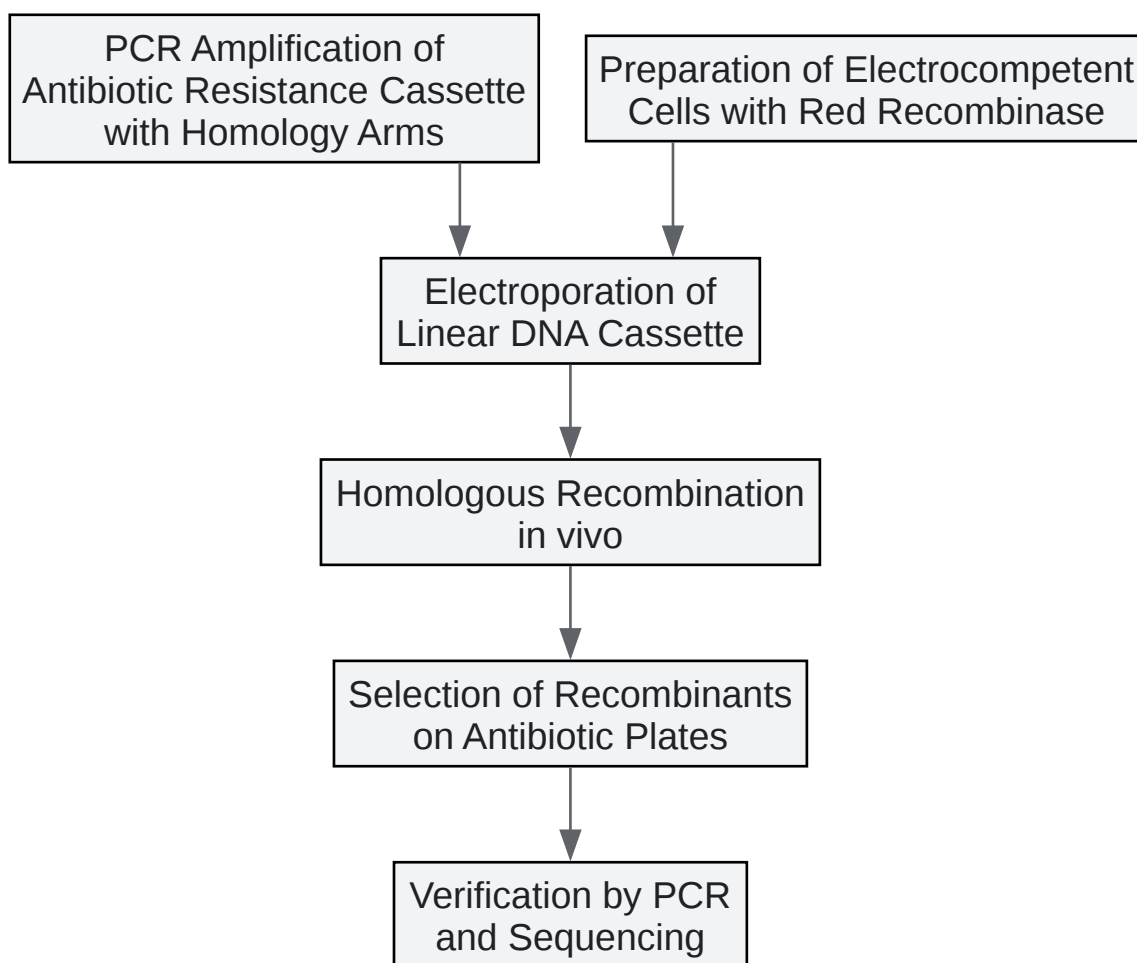 PCR Amplification of
Antibiotic Resistance Cassette
with Homology Arms
Preparation of Electrocompetent
Cells with Red Recombinase
Electroporation of
Linear DNA Cassette
Homologous Recombination
in vivo
Selection of Recombinants
on Antibiotic Plates
Verification by PCR
and Sequencing